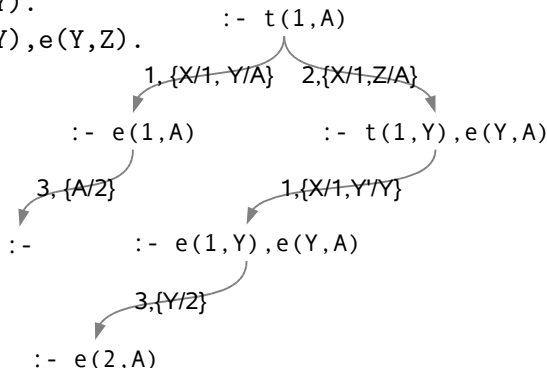 Y).
Y),e(Y,Z).
:- t(1,A)
1, {X/1, Y/A} 2,{X/1,Z/A}
:- e(1,A) :- t(1,Y),e(Y,A)
3, {A/2} 1,{X/1,Y'/Y}
:- :- e(1,Y),e(Y,A)
3,{Y/2}
:- e(2,A)